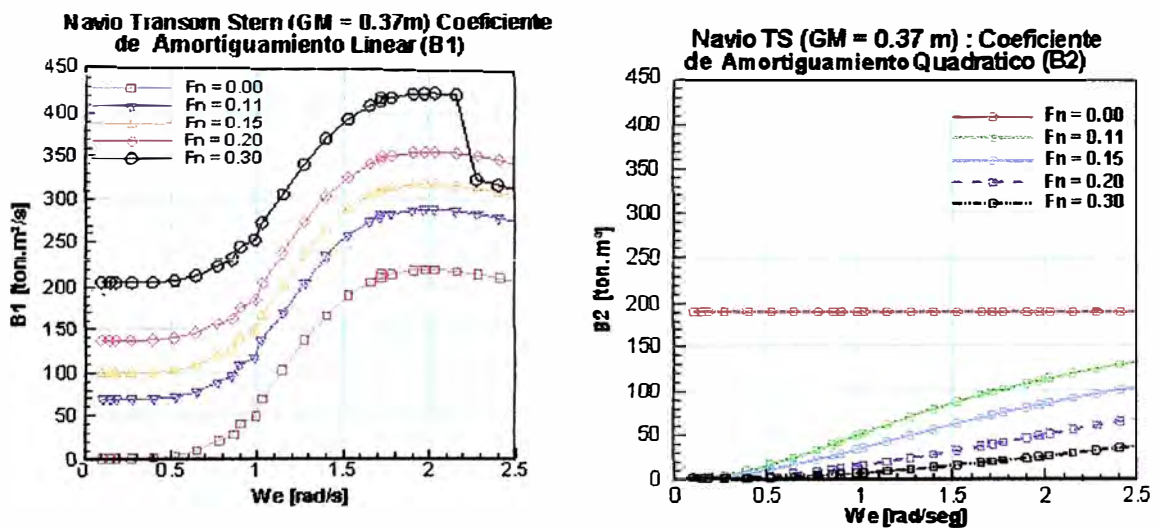 Navio Transom Stern (GM = 0.37m) Coeficiente
de Amortiguamiento Linear (B1)
450
400
350
300
250
200
150
100
50
0
B1 [ton.m²/s]
Fn = 0.00
Fn = 0.11
Fn = 0.15
Fn = 0.20
Fn = 0.30
0
0.5
1
1.5
2
2.5
We [rad/s]
Navio TS (GM = 0.37 m) : Coeficiente
de Amortiguamiento Quadratico (B2)
450
400
350
300
250
200
150
100
50
0
B2 [ton.m²]
Fn = 0.00
Fn = 0.11
Fn = 0.15
Fn = 0.20
Fn = 0.30
0
0.5
1
1.5
2
2.5
We [rad/seg]